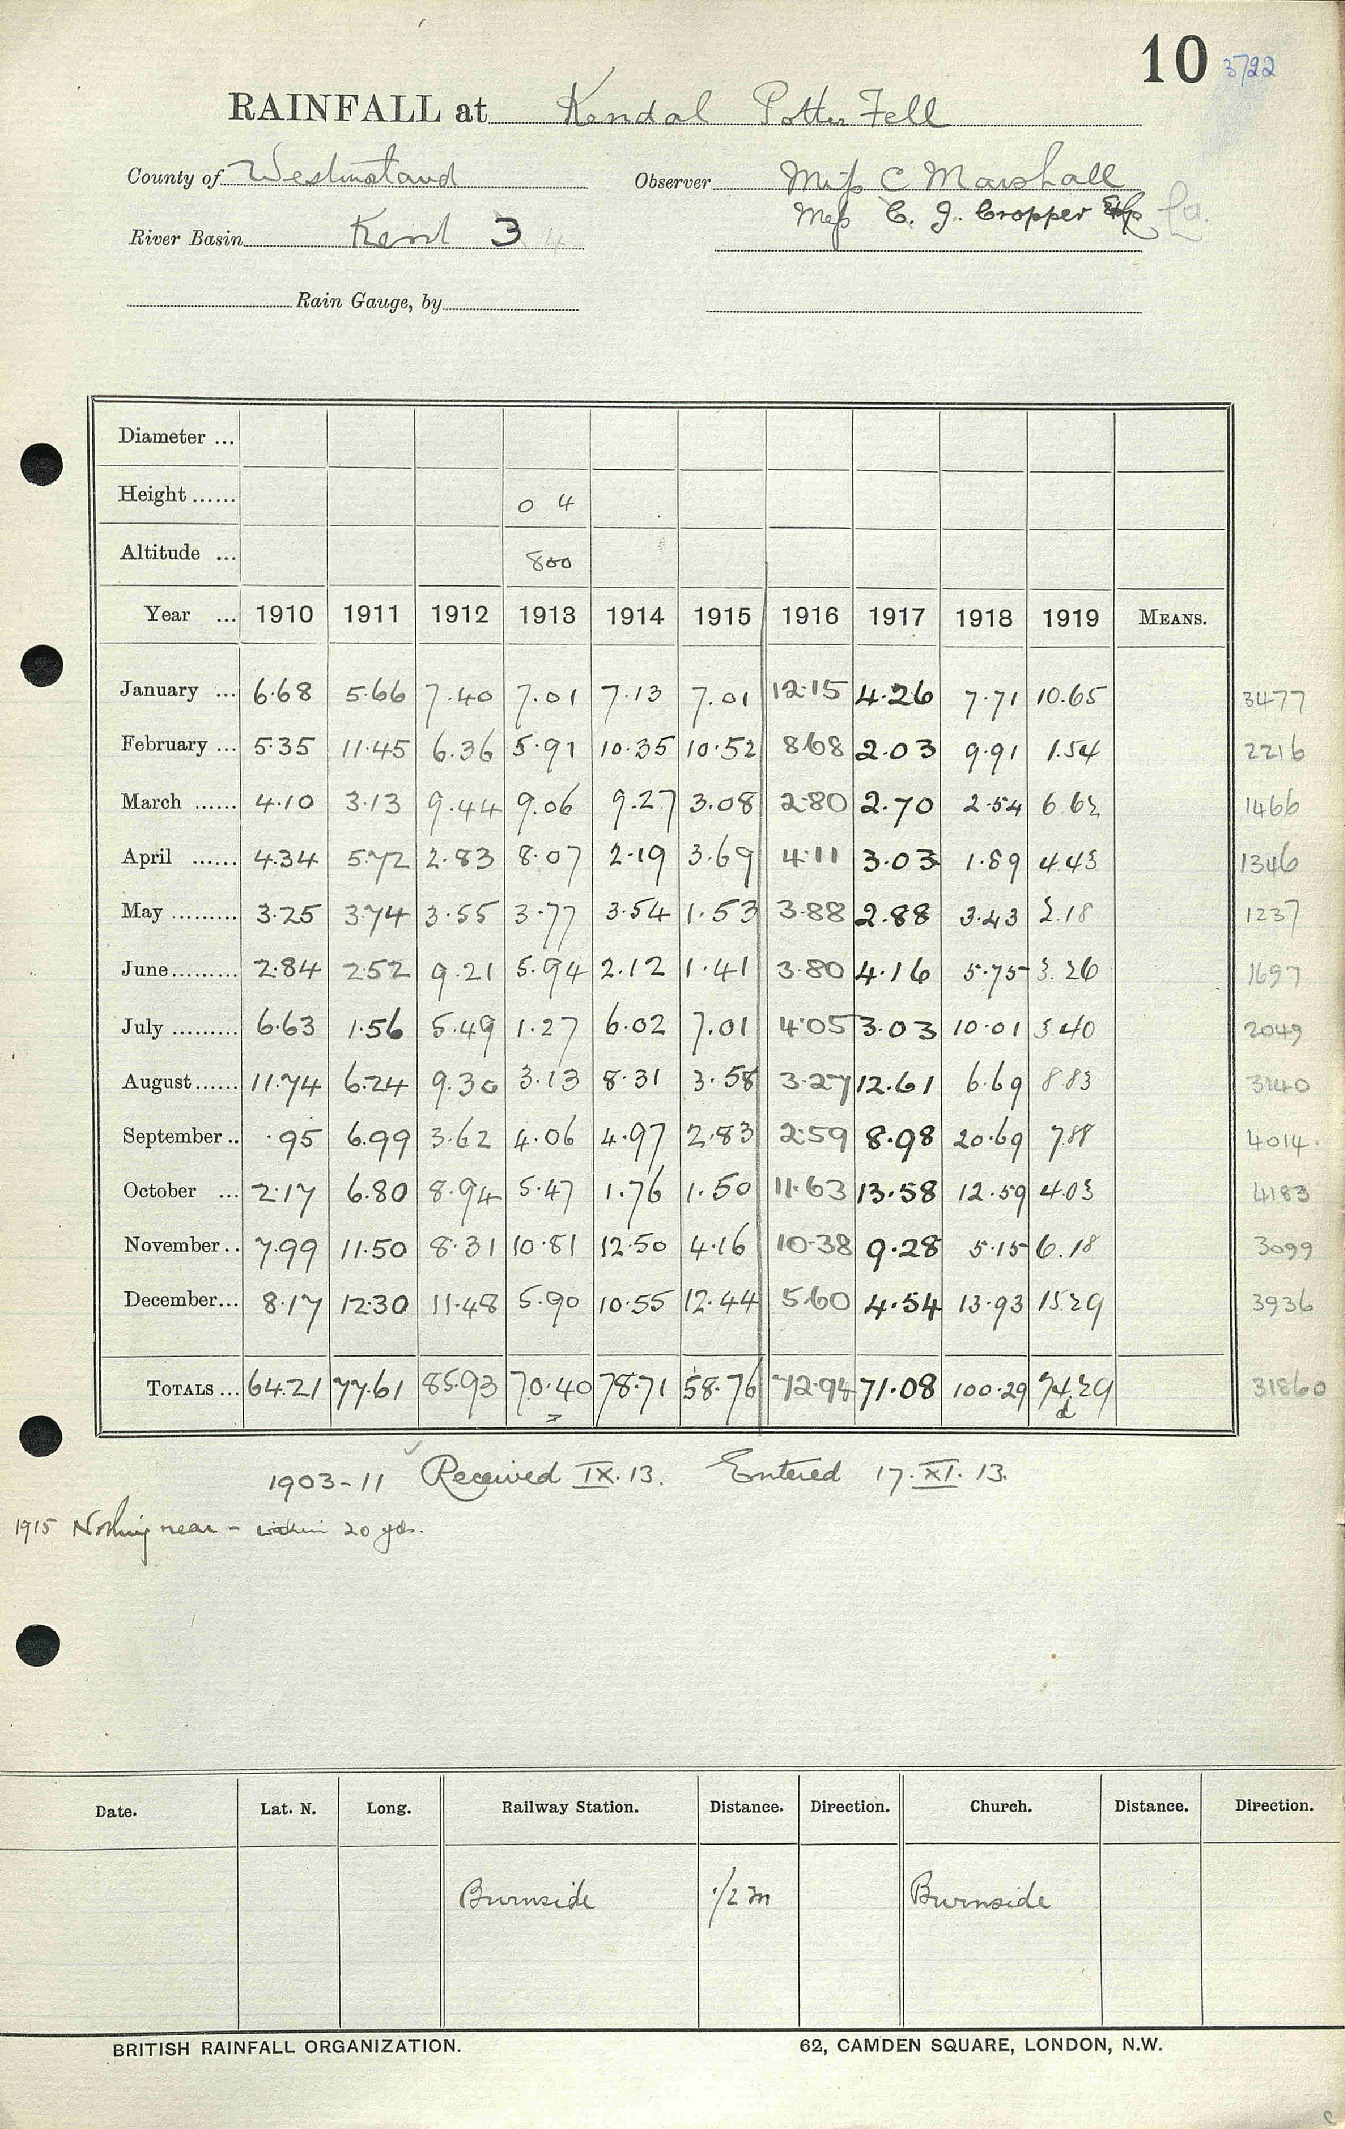 10 3722
RAINFALL at Kendal Potter Fell
County of Westmorland Observer Miss C Marshall
Mess C. J. Cropper
River Basin Kent 3 4
Rain Gauge, by
Diameter ...
Height ...... 0 4
Altitude ... 800
Year ... 1910 1911 1912 1913 1914 1915 1916 1917 1918 1919 MEANS.
January ... 6.68 5.66 7.40 7.01 7.13 7.01 12.15 4.26 7.71 10.65 3477
February ... 5.35 11.45 6.36 5.91 10.35 10.52 8.68 2.03 9.91 1.54 2216
March ...... 4.10 3.13 9.44 9.06 9.27 3.08 2.80 2.70 2.54 6.62 1466
April ...... 4.34 5.72 2.83 8.07 2.19 3.69 4.11 3.03 1.89 4.43 1346
May ......... 3.25 3.74 3.55 3.77 3.54 1.53 3.88 2.88 3.43 2.18 1237
June......... 2.84 2.52 9.21 5.94 2.12 1.41 3.80 4.16 5.75 3.26 1697
July ......... 6.63 1.56 5.49 1.27 6.02 7.01 4.05 3.03 10.01 3.40 2049
August...... 11.74 6.24 9.30 3.13 8.31 3.58 3.27 12.61 6.69 8.83 3140
September .. .95 6.99 3.62 4.06 4.97 2.83 2.59 8.98 20.69 7.88 4014.
October ... 2.17 6.80 8.94 5.47 1.76 1.50 11.63 13.58 12.59 4.03 4183
November .. 7.99 11.50 8.31 10.81 12.50 4.16 10.38 9.28 5.15 6.18 3099
December... 8.17 12.30 11.48 5.90 10.55 12.44 5.60 4.54 13.93 15.29 3936
TOTALS ... 64.21 77.61 85.93 70.40 78.71 58.76 72.94 71.08 100.29 74.29 31860
1903-11 Received IX. 13. Entered 17. XI. 13.
1915 Nothing near - within 20 yds.
Date. Lat. N. Long. Railway Station. Distance. Direction. Church. Distance. Direction.
Burnside 1/2 m Burnside
BRITISH RAINFALL ORGANIZATION. 62, CAMDEN SQUARE, LONDON, N.W.